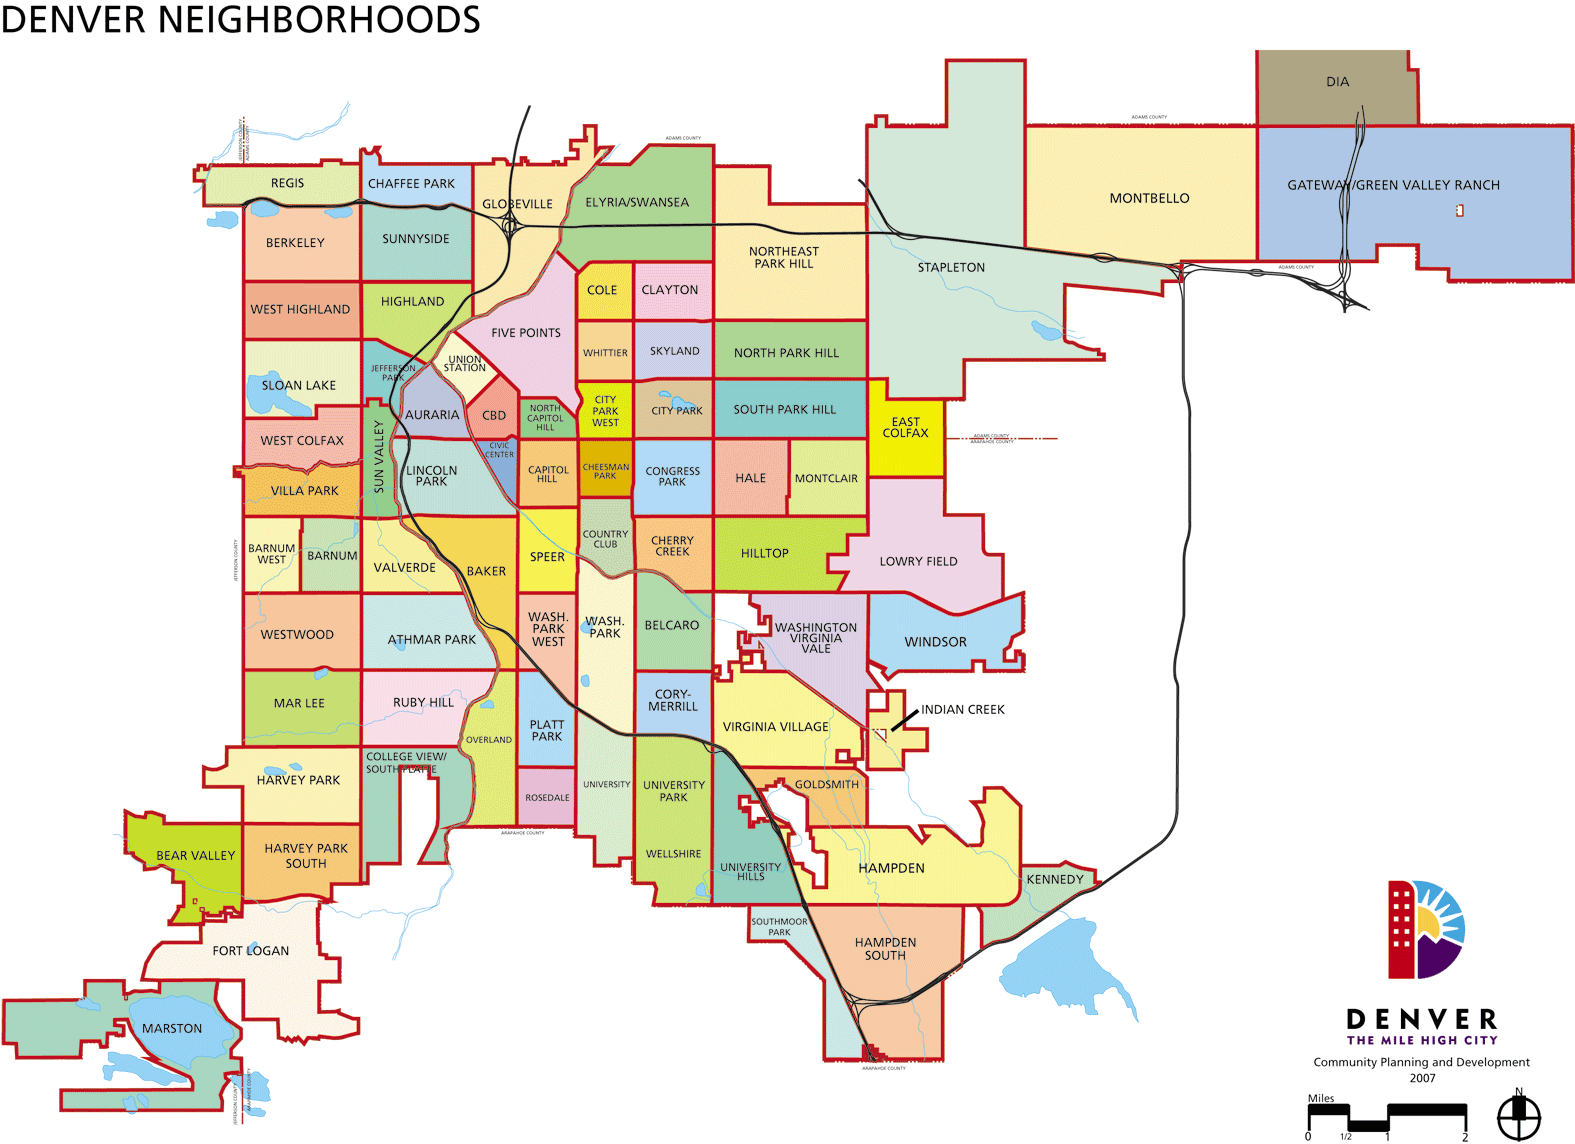 DENVER NEIGHBORHOODS
DIA
ADAMS COUNTY
ADAMS COUNTY
JEFFERSON COUNTY
ADAMS COUNTY
REGIS
CHAFFEE PARK
GLOBEVILLE
ELYRIA/SWANSEA
MONTBELLO
GATEWAY/GREEN VALLEY RANCH
BERKELEY
SUNNYSIDE
NORTHEAST
PARK HILL
STAPLETON
ADAMS COUNTY
WEST HIGHLAND
HIGHLAND
COLE
CLAYTON
FIVE POINTS
WHITTIER
SKYLAND
NORTH PARK HILL
UNION
STATION
JEFFERSON
PARK
SLOAN LAKE
AURARIA
CBD
NORTH
CAPITOL
HILL
CITY
PARK
WEST
CITY PARK
SOUTH PARK HILL
EAST
COLFAX
ADAMS COUNTY
ARAPAHOE COUNTY
WEST COLFAX
SUN VALLEY
LINCOLN
PARK
CIVIC
CENTER
CAPITOL
HILL
CHEESMAN
PARK
CONGRESS
PARK
HALE
MONTCLAIR
VILLA PARK
JEFFERSON COUNTY
BARNUM
WEST
BARNUM
VALVERDE
BAKER
SPEER
COUNTRY
CLUB
CHERRY
CREEK
HILLTOP
LOWRY FIELD
WESTWOOD
ATHMAR PARK
WASH.
PARK
WEST
WASH.
PARK
BELCARO
WASHINGTON
VIRGINIA
VALE
WINDSOR
MAR LEE
RUBY HILL
OVERLAND
PLATT
PARK
CORY-
MERRILL
VIRGINIA VILLAGE
INDIAN CREEK
HARVEY PARK
COLLEGE VIEW/
SOUTH PLATTE
ROSEDALE
UNIVERSITY
UNIVERSITY
PARK
GOLDSMITH
ARAPAHOE COUNTY
BEAR VALLEY
HARVEY PARK
SOUTH
WELLSHIRE
UNIVERSITY
HILLS
HAMPDEN
KENNEDY
SOUTHMOOR
PARK
HAMPDEN
SOUTH
FORT LOGAN
MARSTON
JEFFERSON COUNTY
ARAPAHOE COUNTY
ARAPAHOE COUNTY
DENVER
THE MILE HIGH CITY
Community Planning and Development
2007
Miles
0 1/2 1 2
N